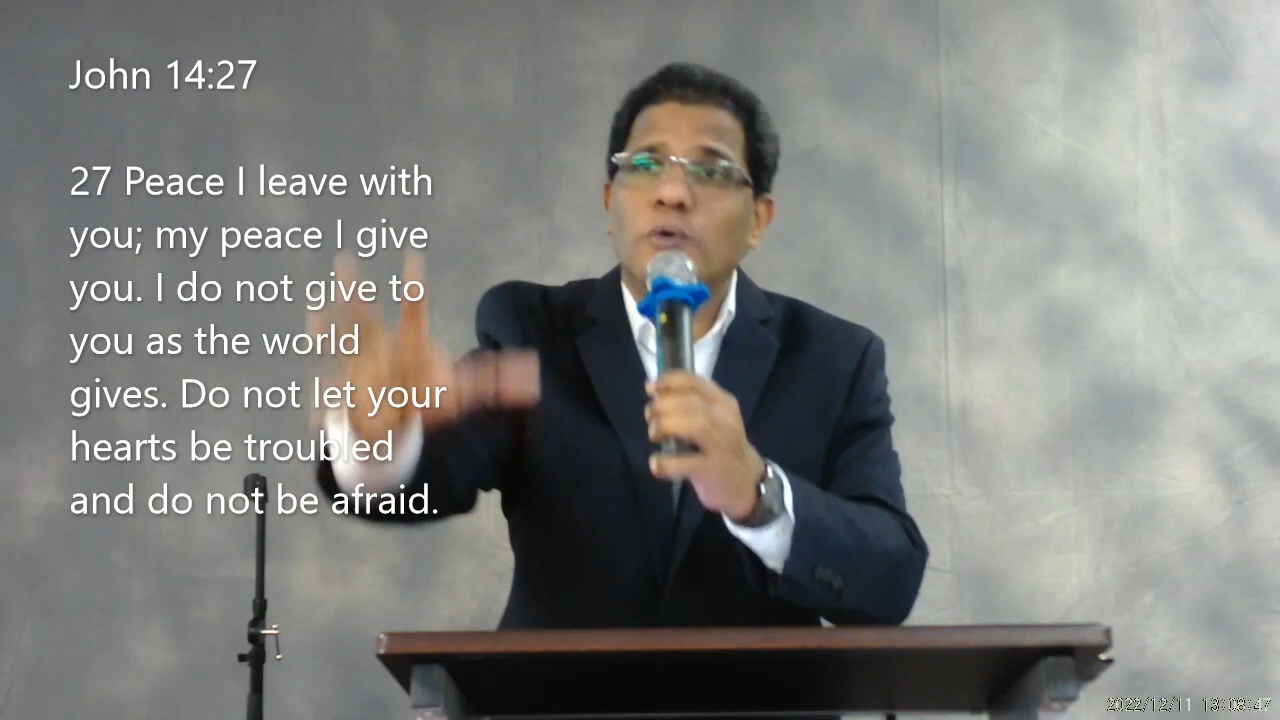 John 14:27
27 Peace I leave with
you; my peace I give
you. I do not give to
you as the world
gives. Do not let your
hearts be troubled
and do not be afraid.
2022/12/11 13:08:47